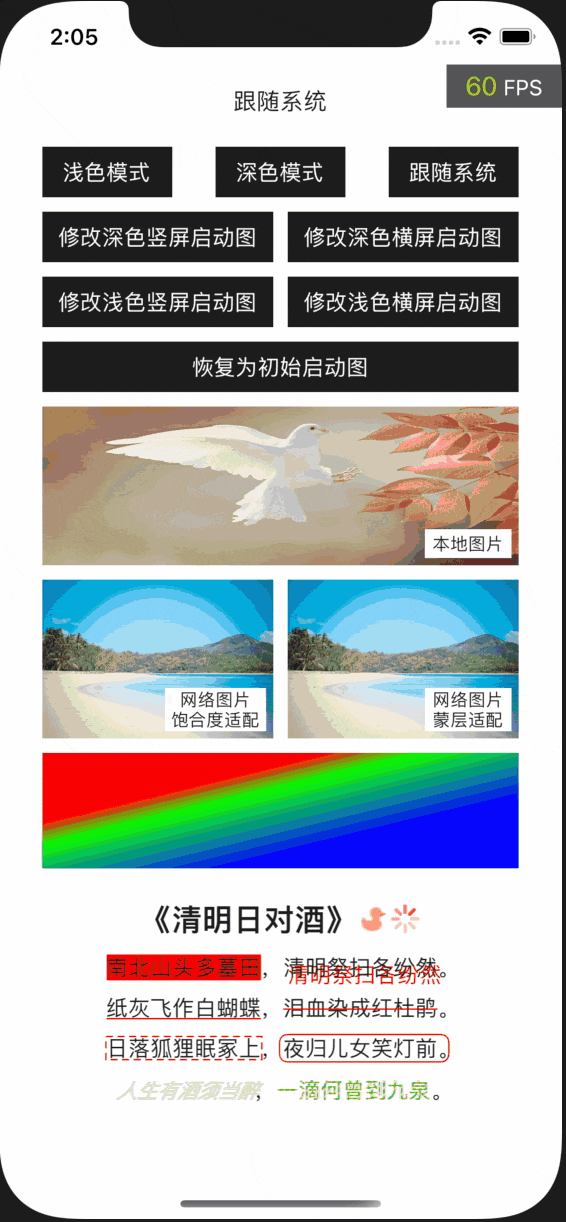 2:05
60 FPS
跟随系统
浅色模式 深色模式 跟随系统
修改深色竖屏启动图 修改深色横屏启动图
修改浅色竖屏启动图 修改浅色横屏启动图
恢复为初始启动图
本地图片
网络图片
饱合度适配
网络图片
蒙层适配
《清明日对酒》
南北山头多墓田，清明祭扫各纷然。
清明祭扫各纷然
纸灰飞作白蝴蝶，泪血染成红杜鹃。
日落狐狸眠冢上，夜归儿女笑灯前。
人生有酒须当醉，一滴何曾到九泉。